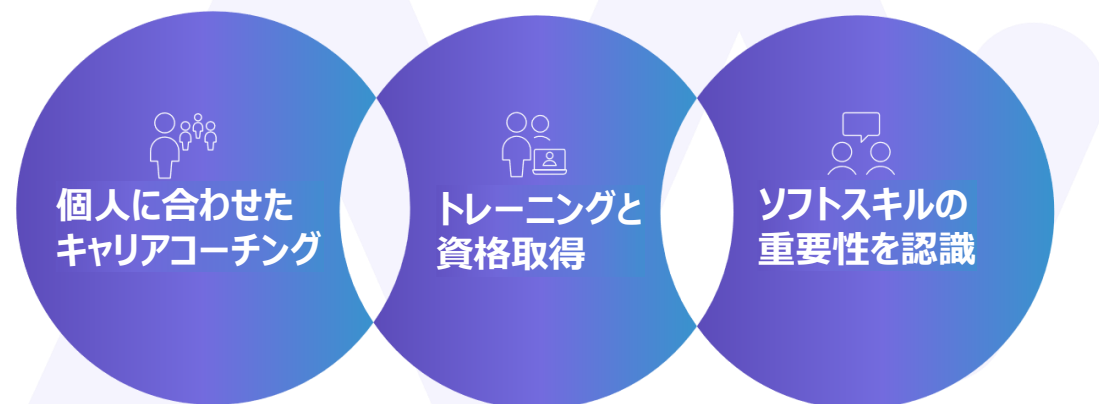 個人に合わせた
キャリアコーチング
トレーニングと
資格取得
ソフトスキルの
重要性を認識